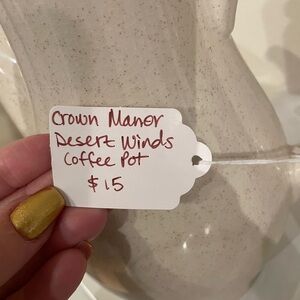 Crown Manor
Desert Winds
Coffee Pot
$15